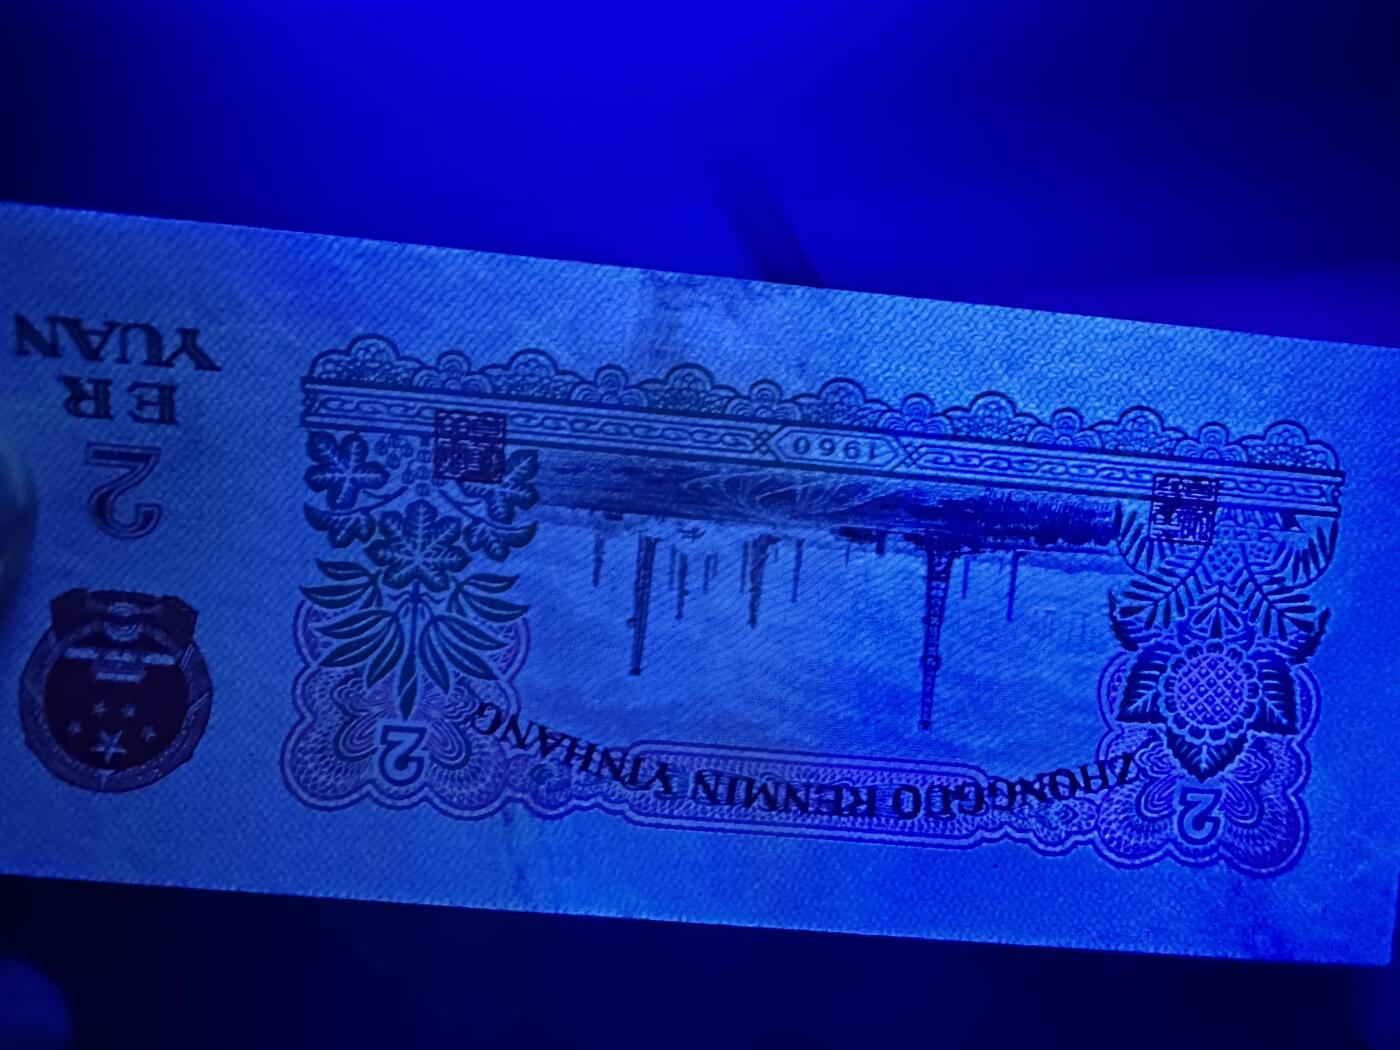 ZHONGGUO RENMIN YINHANG
2
2
1960
2
ER
YUAN